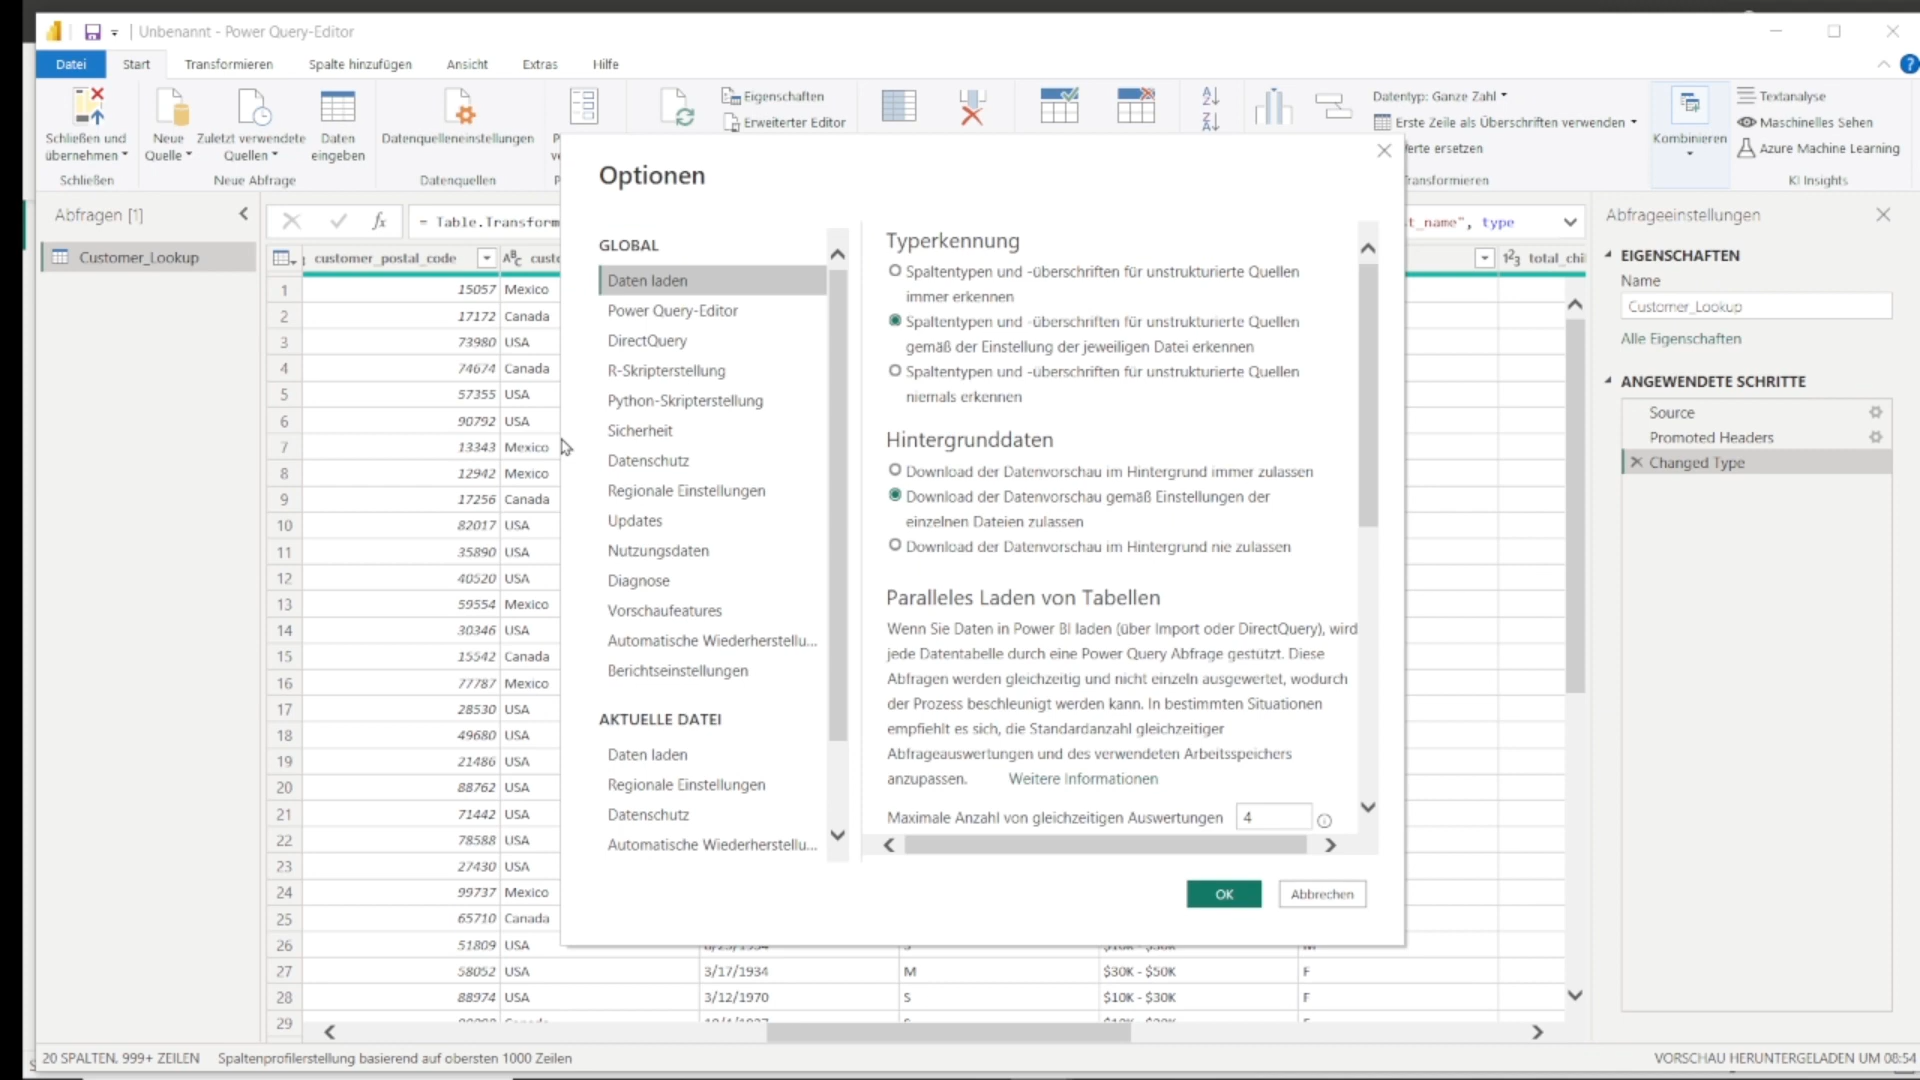 Unbenannt - Power Query-Editor
Datei Start Transformieren Spalte hinzufügen Ansicht Extras Hilfe
Schließen und übernehmen
Neue Quelle
Zuletzt verwendete Quellen
Daten eingeben
Datenquelleneinstellungen
Eigenschaften
Erweiterter Editor
Datentyp: Ganze Zahl
Erste Zeile als Überschriften verwenden
erte ersetzen
Kombinieren
Textanalyse
Maschinelles Sehen
Azure Machine Learning
Schließen
Neue Abfrage
Datenquellen
ransformieren
KI Insights
Abfragen [1]
Customer_Lookup
fx
= Table.Transform
t_name", type
customer_postal_code
ABC custo
123 total_chi
1 15057 Mexico
2 17172 Canada
3 73980 USA
4 74674 Canada
5 57355 USA
6 90792 USA
7 13343 Mexico
8 12942 Mexico
9 17256 Canada
10 82017 USA
11 35890 USA
12 40520 USA
13 59554 Mexico
14 30346 USA
15 15542 Canada
16 77787 Mexico
17 28530 USA
18 49680 USA
19 21486 USA
20 88762 USA
21 71442 USA
22 78588 USA
23 27430 USA
24 99737 Mexico
25 65710 Canada
26 51809 USA
27 58052 USA 3/17/1934 M $30K - $50K F
28 88974 USA 3/12/1970 S $10K - $30K F
29
Optionen
GLOBAL
Daten laden
Power Query-Editor
DirectQuery
R-Skripterstellung
Python-Skripterstellung
Sicherheit
Datenschutz
Regionale Einstellungen
Updates
Nutzungsdaten
Diagnose
Vorschaufeatures
Automatische Wiederherstellu...
Berichtseinstellungen
AKTUELLE DATEI
Daten laden
Regionale Einstellungen
Datenschutz
Automatische Wiederherstellu...
Typerkennung
Spaltentypen und -überschriften für unstrukturierte Quellen
immer erkennen
Spaltentypen und -überschriften für unstrukturierte Quellen
gemäß der Einstellung der jeweiligen Datei erkennen
Spaltentypen und -überschriften für unstrukturierte Quellen
niemals erkennen
Hintergrunddaten
Download der Datenvorschau im Hintergrund immer zulassen
Download der Datenvorschau gemäß Einstellungen der
einzelnen Dateien zulassen
Download der Datenvorschau im Hintergrund nie zulassen
Paralleles Laden von Tabellen
Wenn Sie Daten in Power BI laden (über Import oder DirectQuery), wird
jede Datentabelle durch eine Power Query Abfrage gestützt. Diese
Abfragen werden gleichzeitig und nicht einzeln ausgewertet, wodurch
der Prozess beschleunigt werden kann. In bestimmten Situationen
empfiehlt es sich, die Standardanzahl gleichzeitiger
Abfrageauswertungen und des verwendeten Arbeitsspeichers
anzupassen. Weitere Informationen
Maximale Anzahl von gleichzeitigen Auswertungen 4
OK
Abbrechen
Abfrageeinstellungen
EIGENSCHAFTEN
Name
Customer_Lookup
Alle Eigenschaften
ANGEWENDETE SCHRITTE
Source
Promoted Headers
Changed Type
20 SPALTEN, 999+ ZEILEN Spaltenprofilerstellung basierend auf obersten 1000 Zeilen
VORSCHAU HERUNTERGELADEN UM 08:54